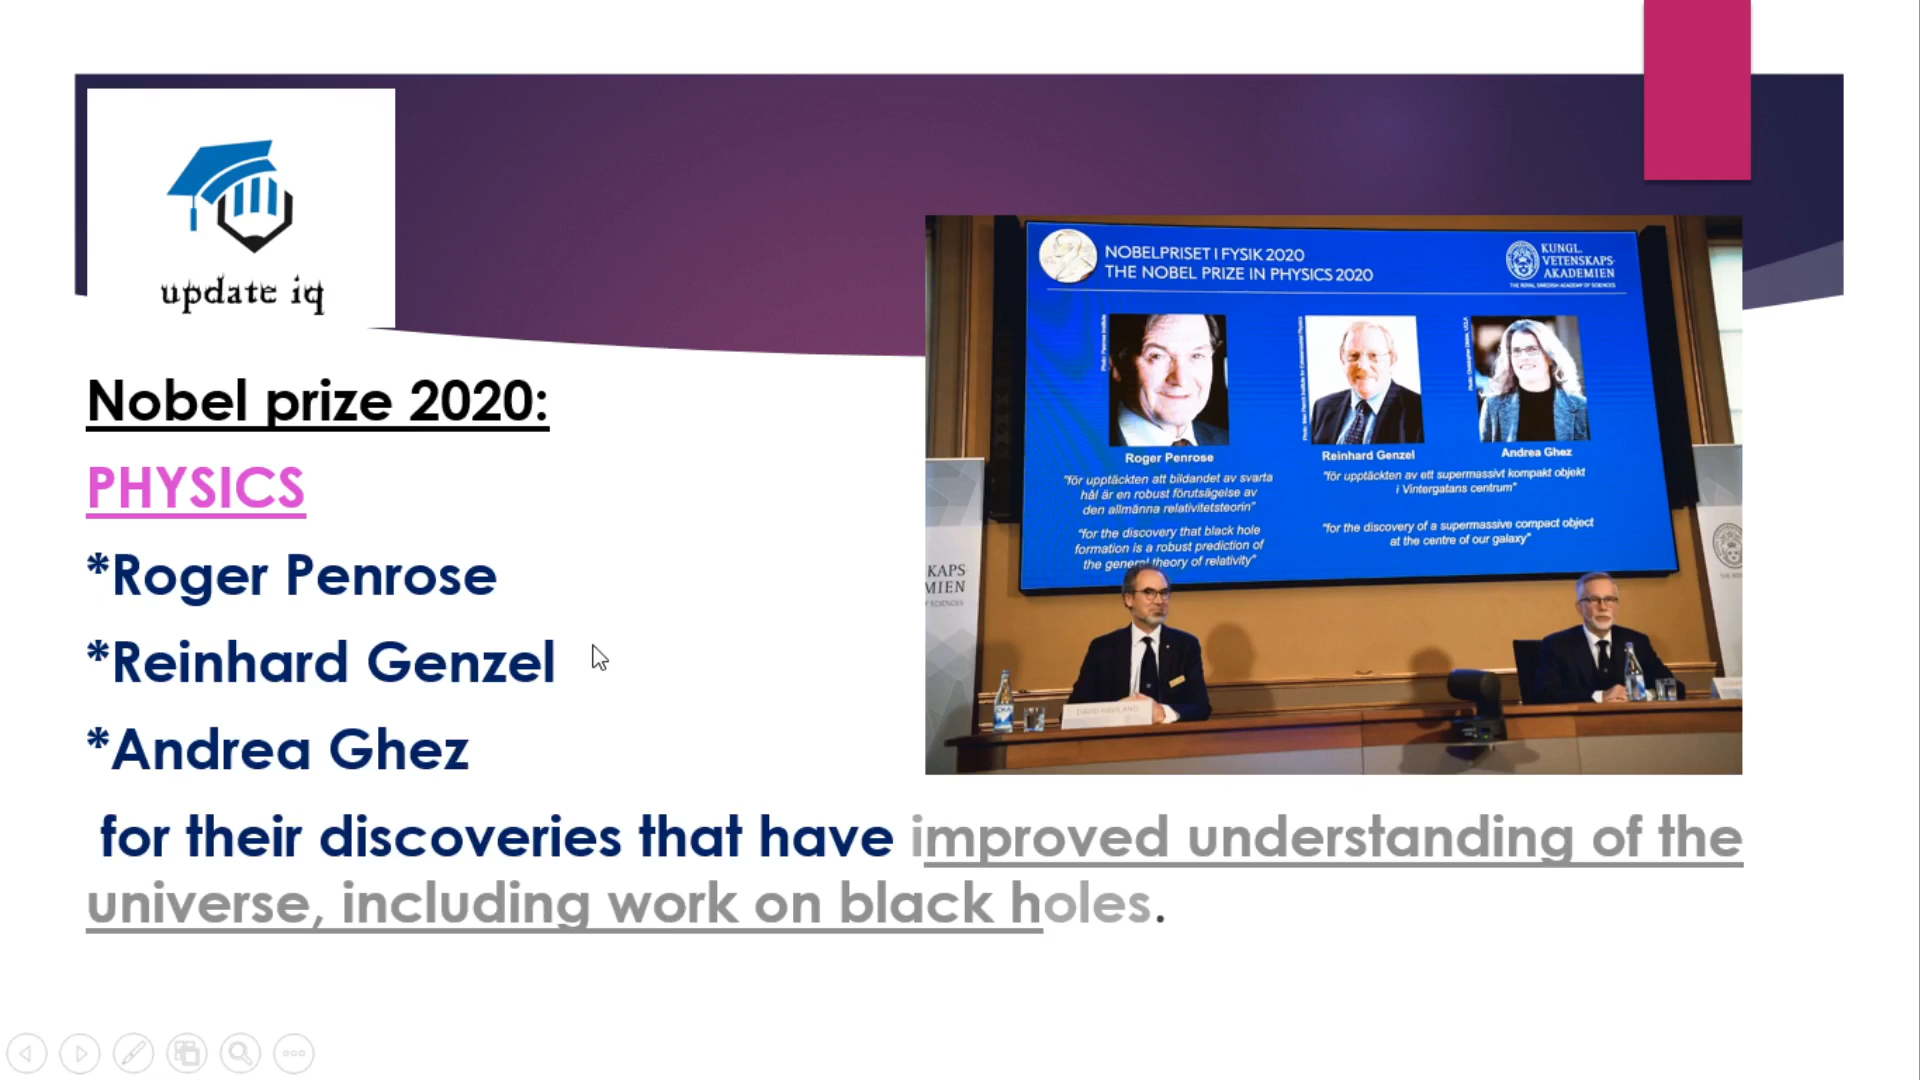 update iq
Nobel prize 2020:
PHYSICS
*Roger Penrose
*Reinhard Genzel
*Andrea Ghez
for their discoveries that have improved understanding of the
universe, including work on black holes.
NOBELPRISET I FYSIK 2020
THE NOBEL PRIZE IN PHYSICS 2020
KUNGL.
VETENSKAPS-
AKADEMIEN
THE ROYAL SWEDISH ACADEMY OF SCIENCES
Roger Penrose
"för upptäckten att bildandet av svarta
hål är en robust förutsägelse av
den allmänna relativitetsteorin"
"for the discovery that black hole
formation is a robust prediction of
the general theory of relativity"
Reinhard Genzel
Andrea Ghez
"för upptäckten av ett supermassivt kompakt objekt
i Vintergatans centrum"
"for the discovery of a supermassive compact object
at the centre of our galaxy"
KAPS-
MIEN
OF SCIENCES
DAVID HAVILAND